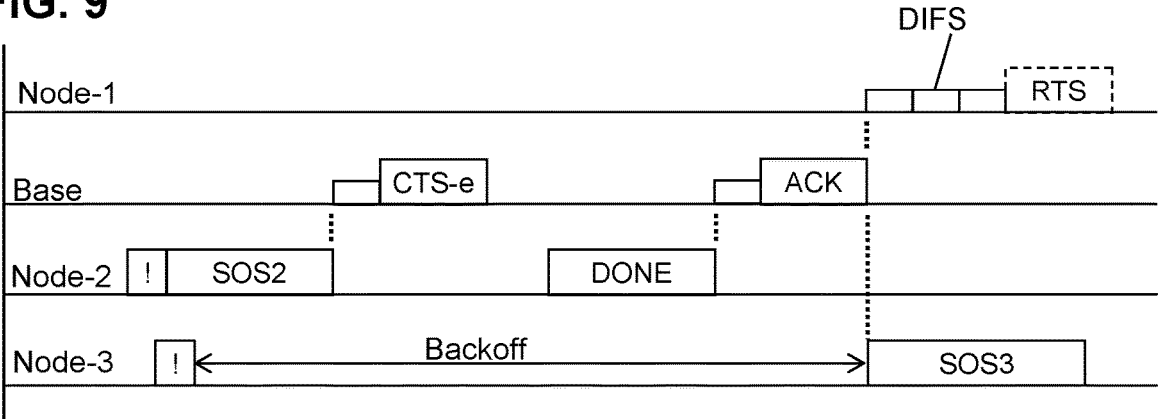 FIG. 9
DIFS
Node-1
RTS
Base
CTS-e
ACK
Node-2
!
SOS2
DONE
Node-3
!
Backoff
SOS3